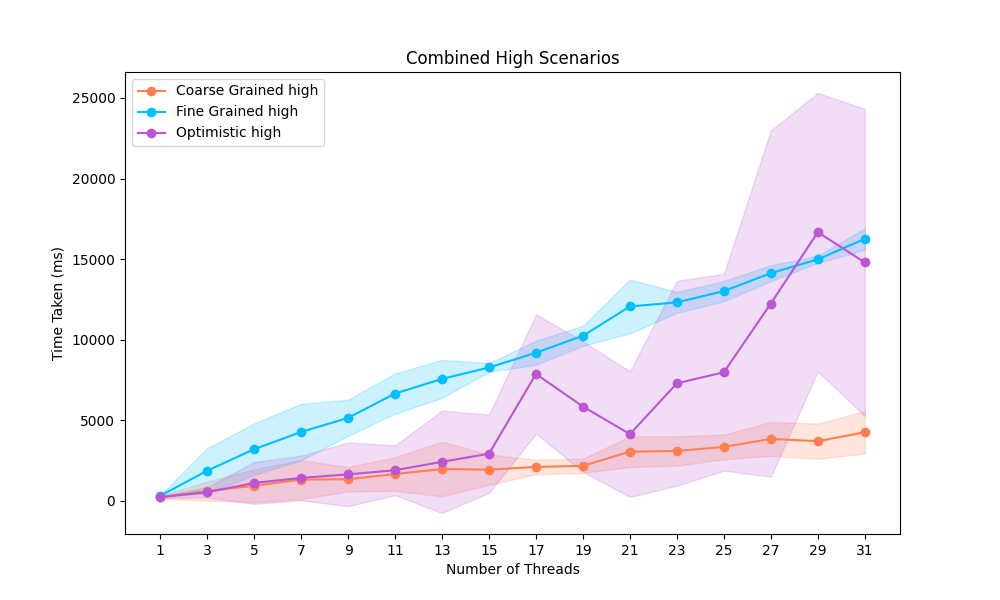 Combined High Scenarios
Coarse Grained high
Fine Grained high
Optimistic high
25000
20000
15000
10000
5000
0
Time Taken (ms)
1 3 5 7 9 11 13 15 17 19 21 23 25 27 29 31
Number of Threads